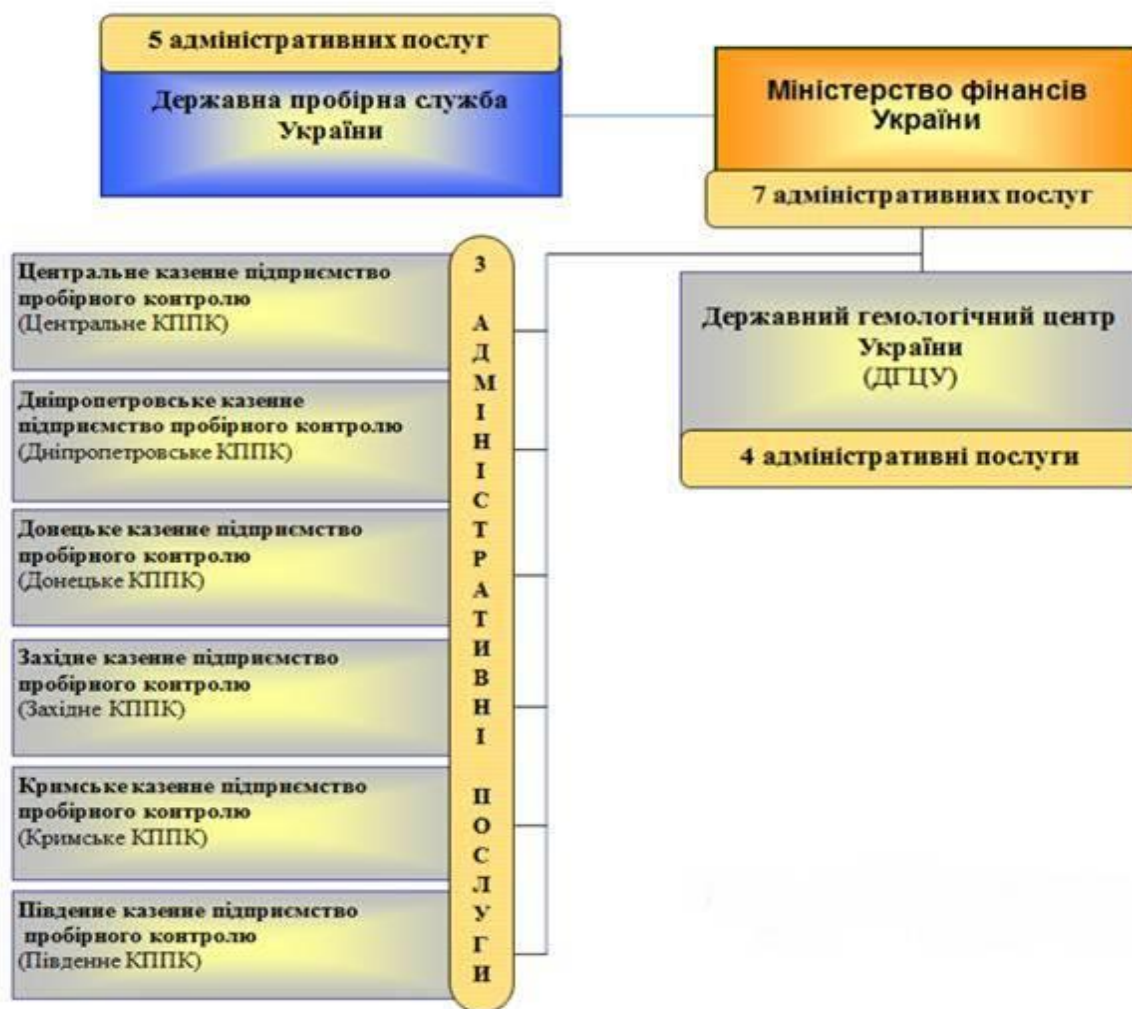 5 адміністративних послуг
Державна пробірна служба
України
Міністерство фінансів
України
7 адміністративних послуг
Центральне казенне підприємство
пробірного контролю
(Центральне КППК)
Дніпропетровське казенне
підприємство пробірного контролю
(Дніпропетровське КППК)
Донецьке казенне підприємство
пробірного контролю
(Донецьке КППК)
Західне казенне підприємство
пробірного контролю
(Західне КППК)
Кримське казенне підприємство
пробірного контролю
(Кримське КППК)
Південне казенне підприємство
пробірного контролю
(Південне КППК)
3 АДМІНІСТРАТИВНІ ПОСЛУГИ
Державний гемологічний центр
України
(ДГЦУ)
4 адміністративні послуги